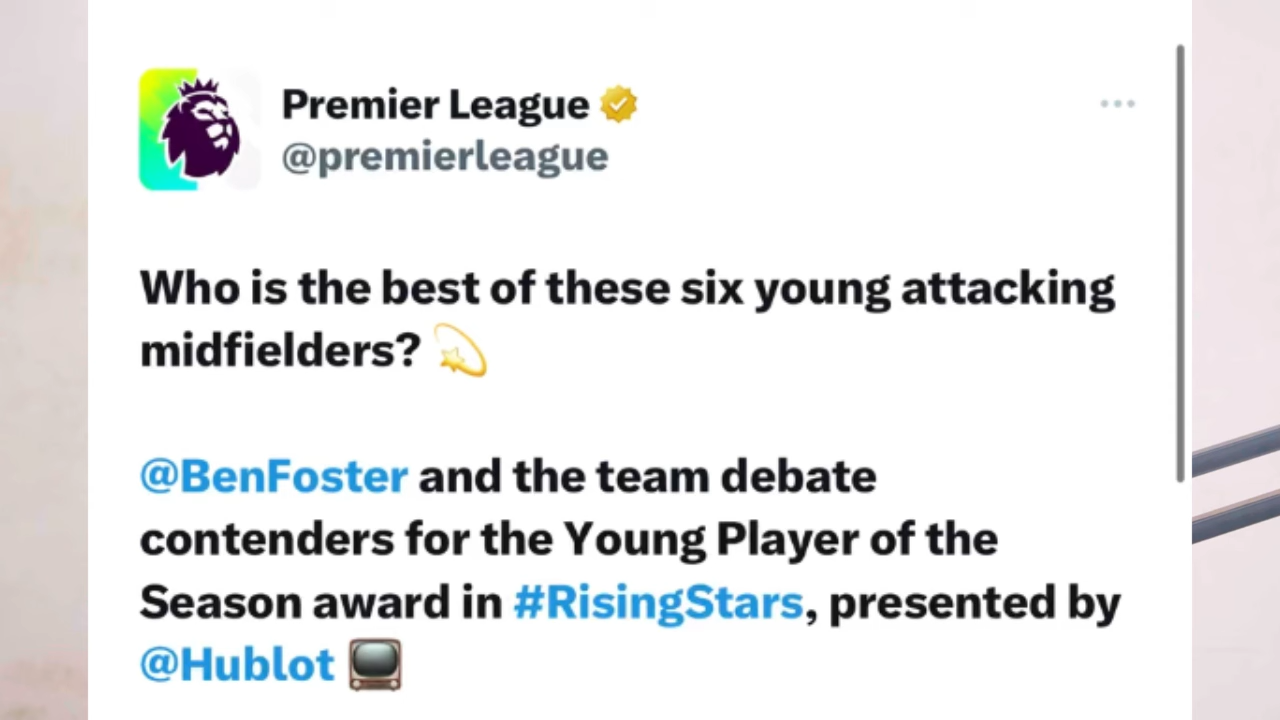 Premier League
@premierleague
Who is the best of these six young attacking
midfielders? 💫
@BenFoster and the team debate
contenders for the Young Player of the
Season award in #RisingStars, presented by
@Hublot 📺